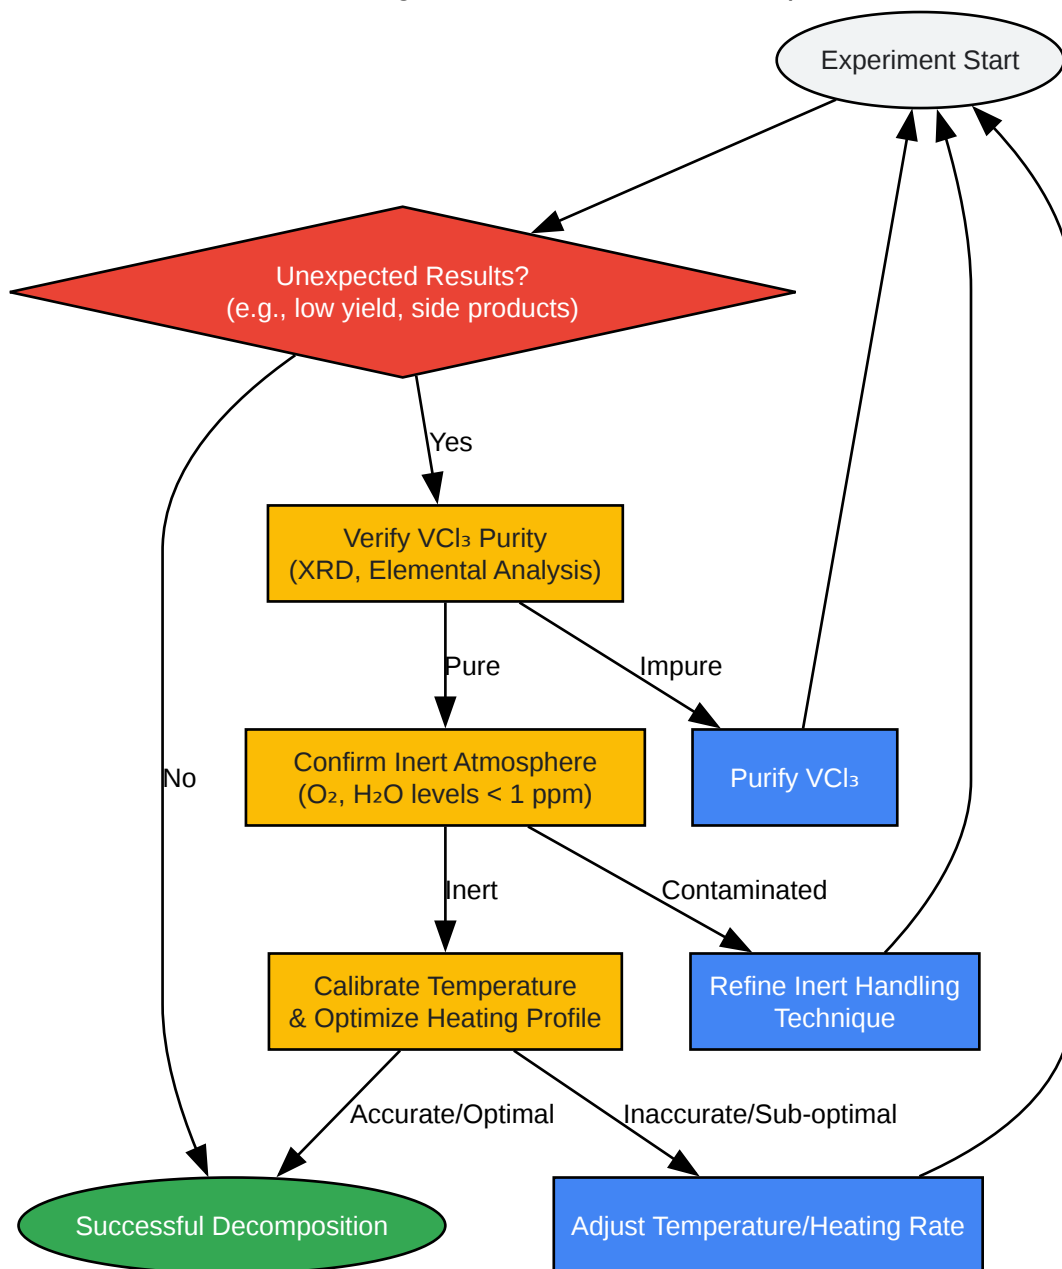 Experiment Start
Unexpected Results?
(e.g., low yield, side products)
Yes
Verify VCl₃ Purity
(XRD, Elemental Analysis)
Pure
Impure
Confirm Inert Atmosphere
(O₂, H₂O levels < 1 ppm)
Purify VCl₃
No
Inert
Contaminated
Calibrate Temperature
& Optimize Heating Profile
Refine Inert Handling
Technique
Accurate/Optimal
Inaccurate/Sub-optimal
Successful Decomposition
Adjust Temperature/Heating Rate